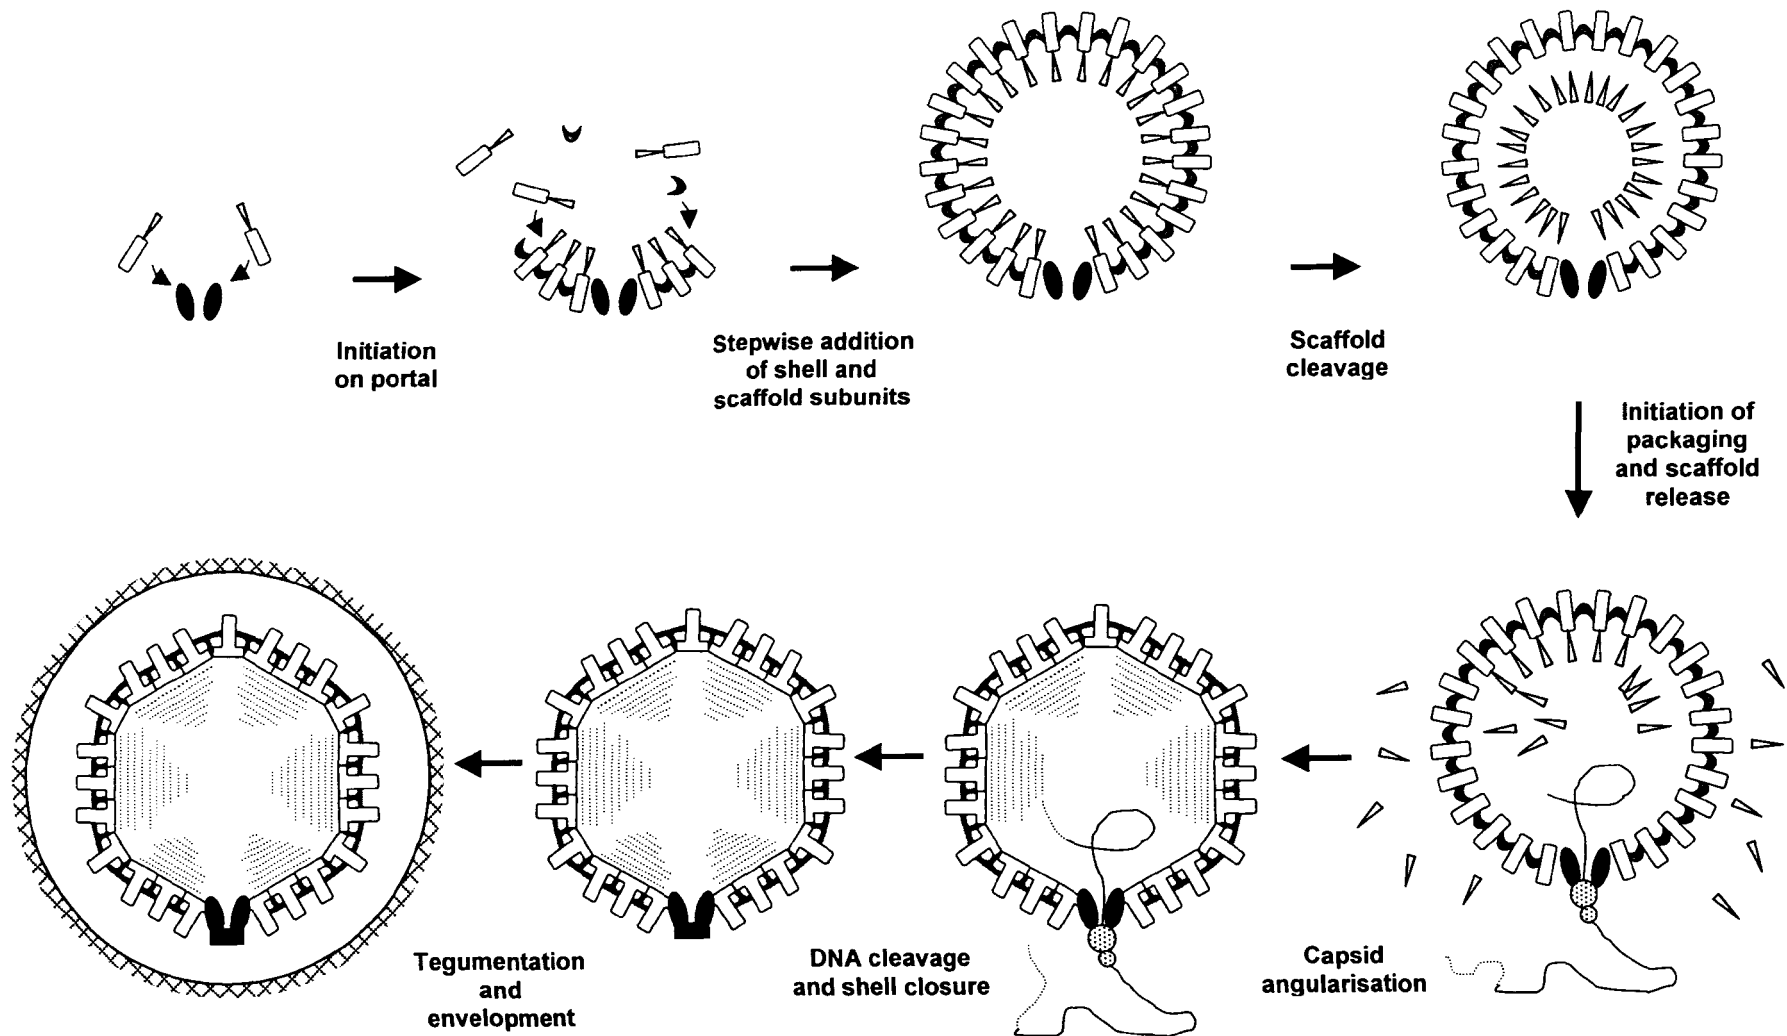 Initiation
on portal
Stepwise addition
of shell and
scaffold subunits
Scaffold
cleavage
Initiation of
packaging
and scaffold
release
Capsid
angularisation
DNA cleavage
and shell closure
Tegumentation
and
envelopment